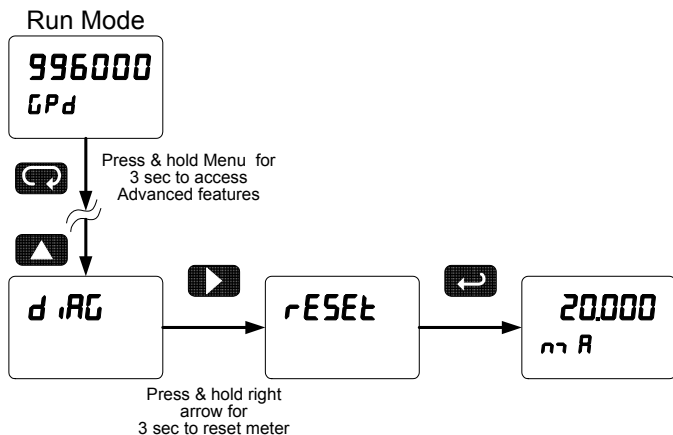 Run Mode
996000
GPd
Press & hold Menu for
3 sec to access
Advanced features
diAG
rESEt
20.000
mA
Press & hold right
arrow for
3 sec to reset meter